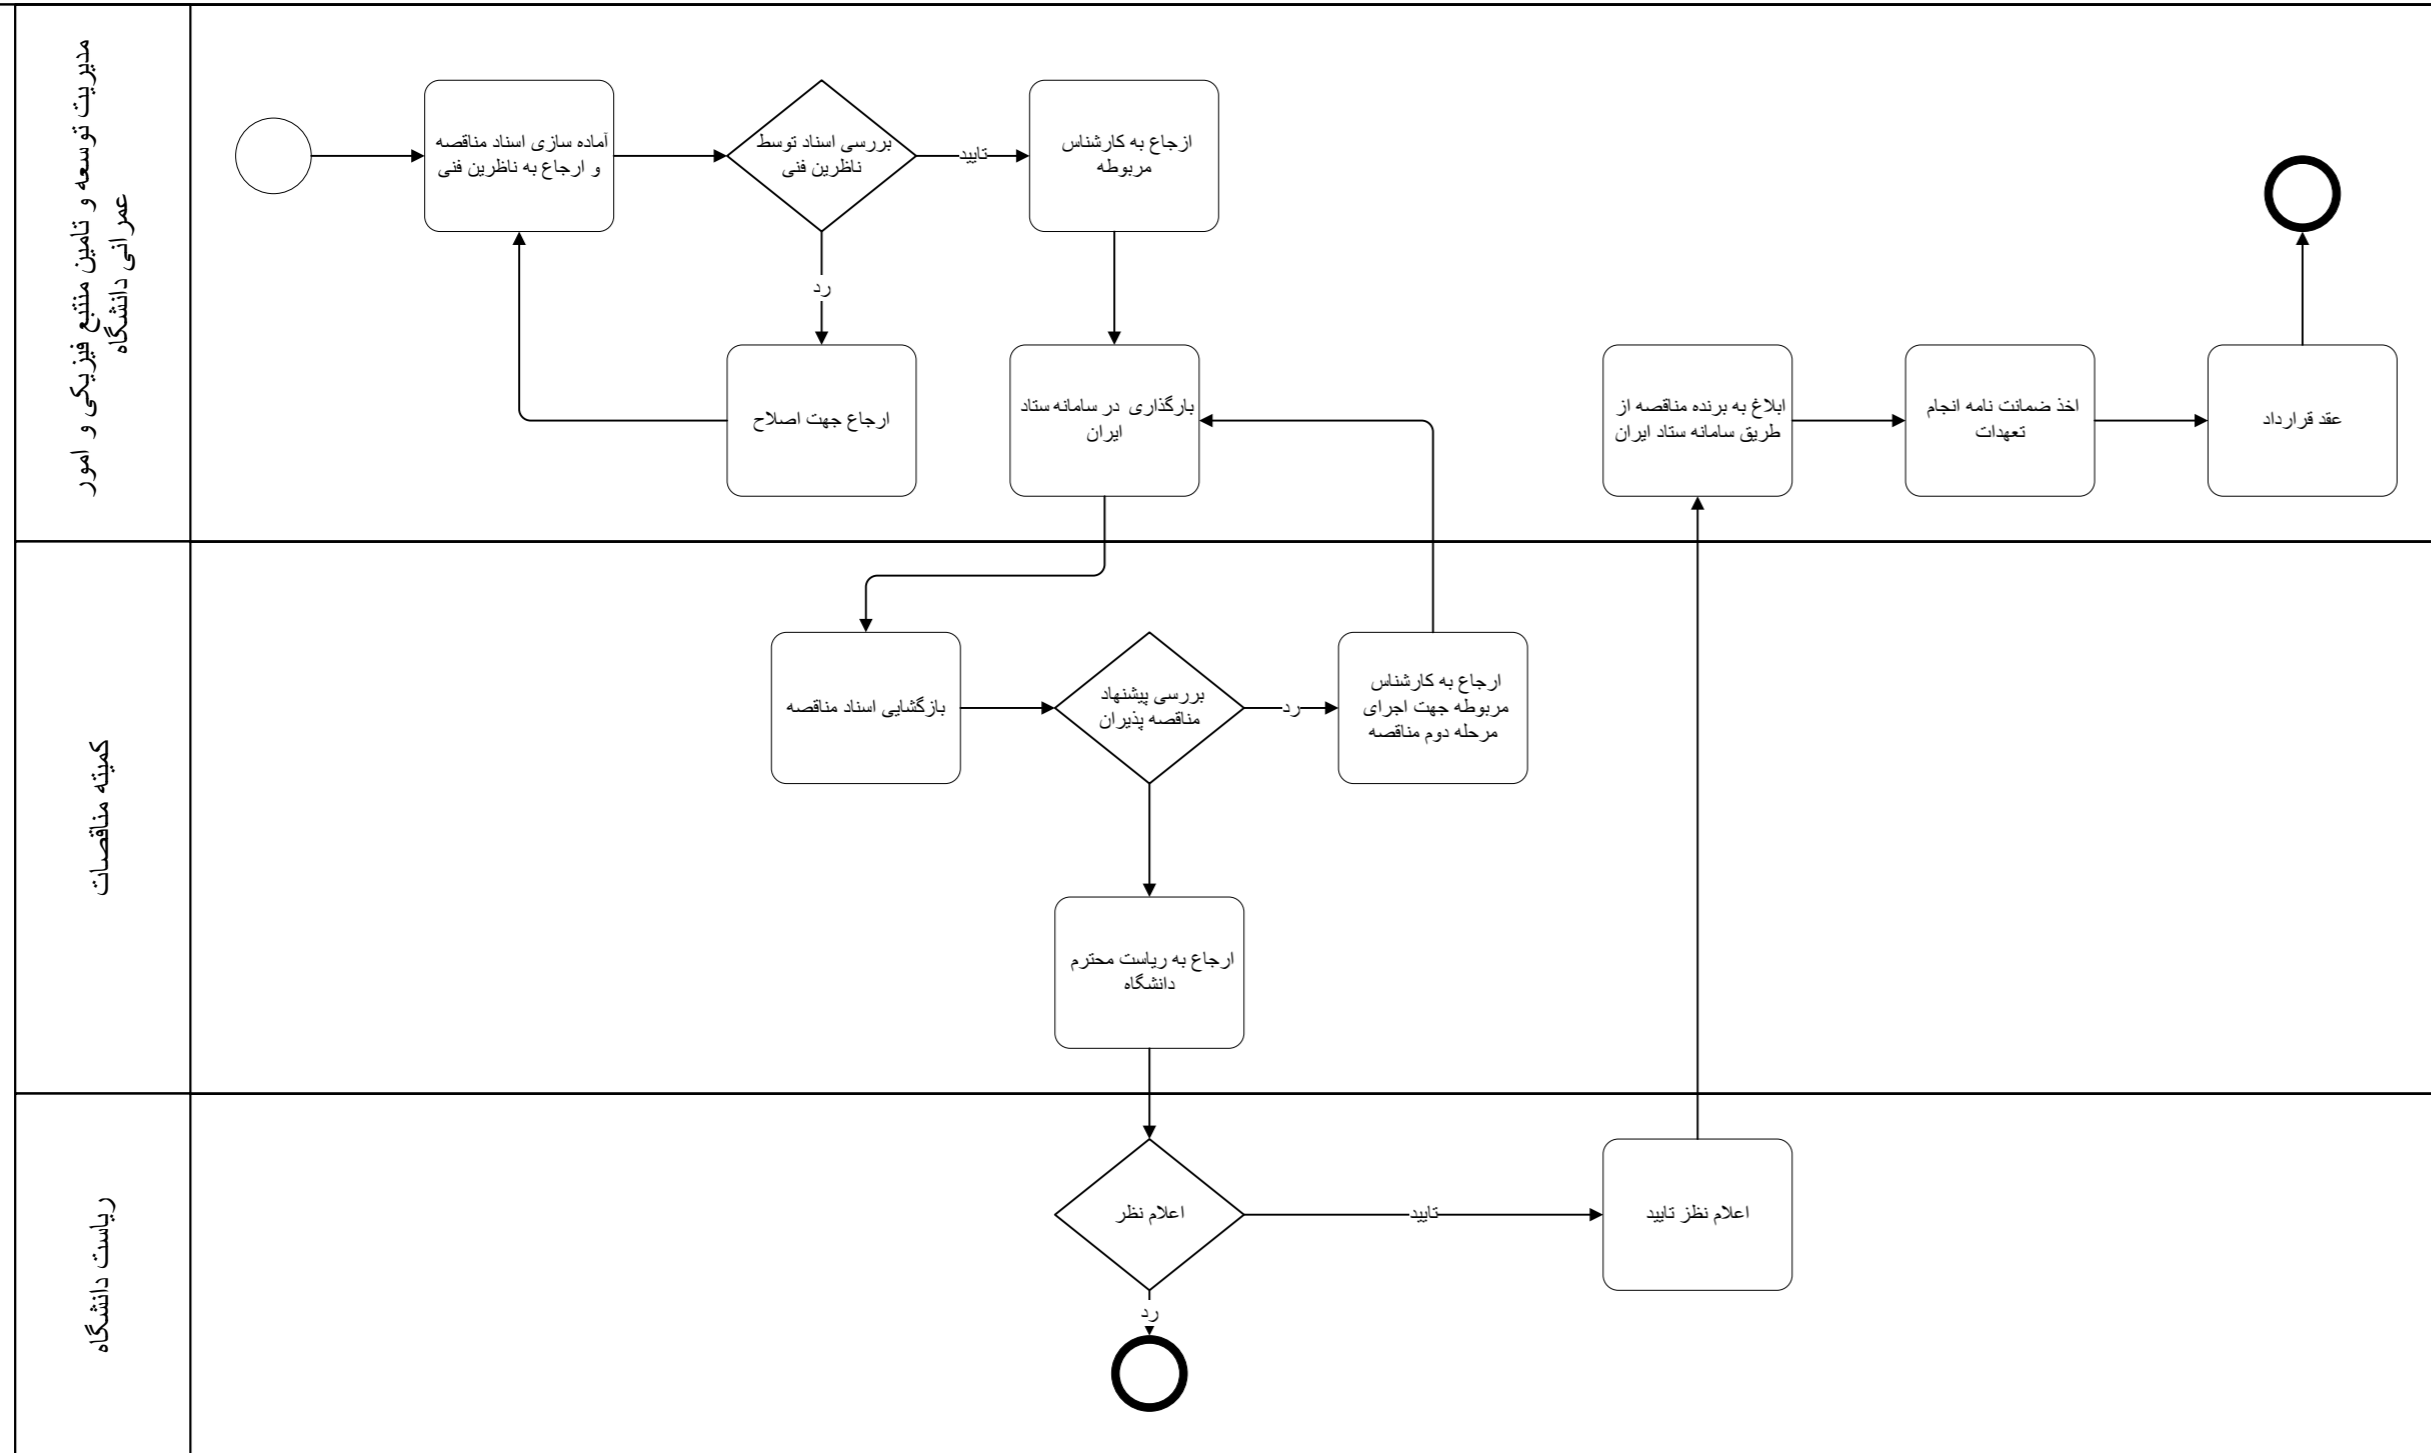 مدیریت توسعه و تامین منتبع فیزیکی و امور
عمرانی دانشگاه
آماده سازی اسناد مناقصه
و ارجاع به ناظرین فنی
بررسی اسناد توسط
ناظرین فنی
تایید
ازجاع به کارشناس
مربوطه
رد
ارجاع جهت اصلاح
بارگذاری در سامانه ستاد
ایران
ابلاغ به برنده مناقصه از
طریق سامانه ستاد ایران
اخذ ضمانت نامه انجام
تعهدات
عقد قرارداد
کمیته مناقصات
بازگشایی اسناد مناقصه
بررسی پیشنهاد
مناقصه پذیران
رد
ارجاع به کارشناس
مربوطه جهت اجرای
مرحله دوم مناقصه
ارجاع به ریاست محترم
دانشگاه
ریاست دانشگاه
اعلام نظر
تایید
اعلام نظز تایید
رد